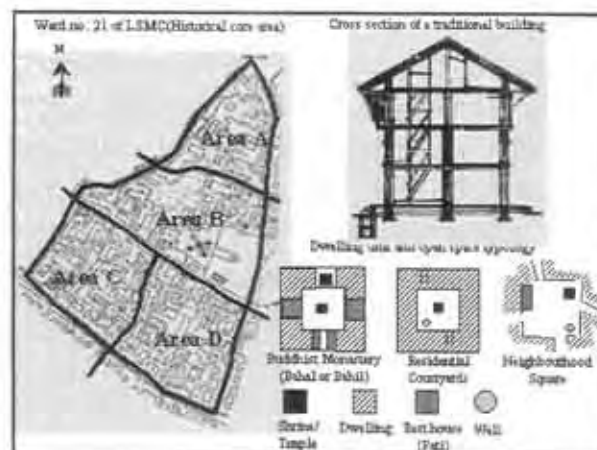 Ward no. 21 of LSMC(Historical core area)
Cross section of a traditional building
N
Area A
Area B
Area C
Area D
Dwelling unit and open space typology
Buddhist Monastery
(Bahal or Bahil)
Residential
Courtyards
Neighbourhood
Square
Shrine/
Temple
Dwelling
Rest house
(Pati)
Well